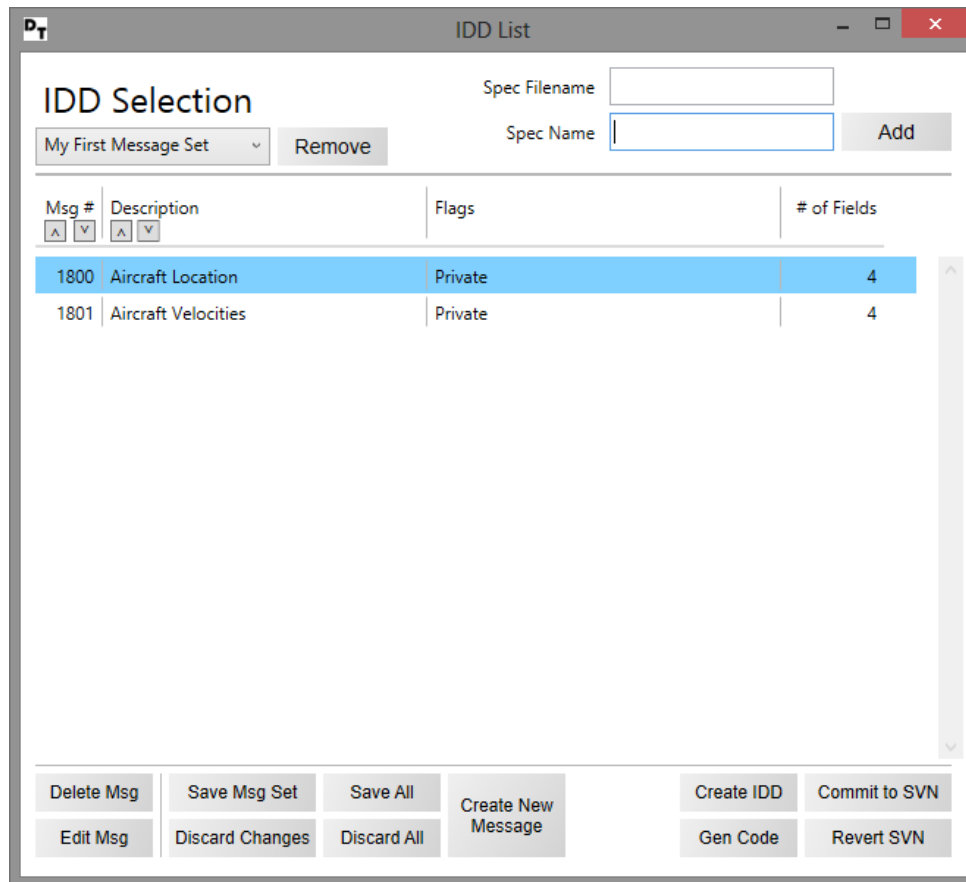 DT IDD List
IDD Selection
Spec Filename
My First Message Set Remove
Spec Name Add
Msg # Description Flags # of Fields
1800 Aircraft Location Private 4
1801 Aircraft Velocities Private 4
Delete Msg Save Msg Set Save All Create New Message Create IDD Commit to SVN
Edit Msg Discard Changes Discard All Gen Code Revert SVN